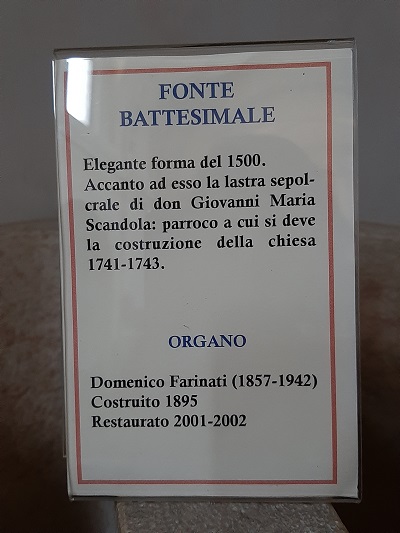 FONTE
BATTESIMALE
Elegante forma del 1500.
Accanto ad esso la lastra sepol-
crale di don Giovanni Maria
Scandola: parroco a cui si deve
la costruzione della chiesa
1741-1743.
ORGANO
Domenico Farinati (1857-1942)
Costruito 1895
Restaurato 2001-2002